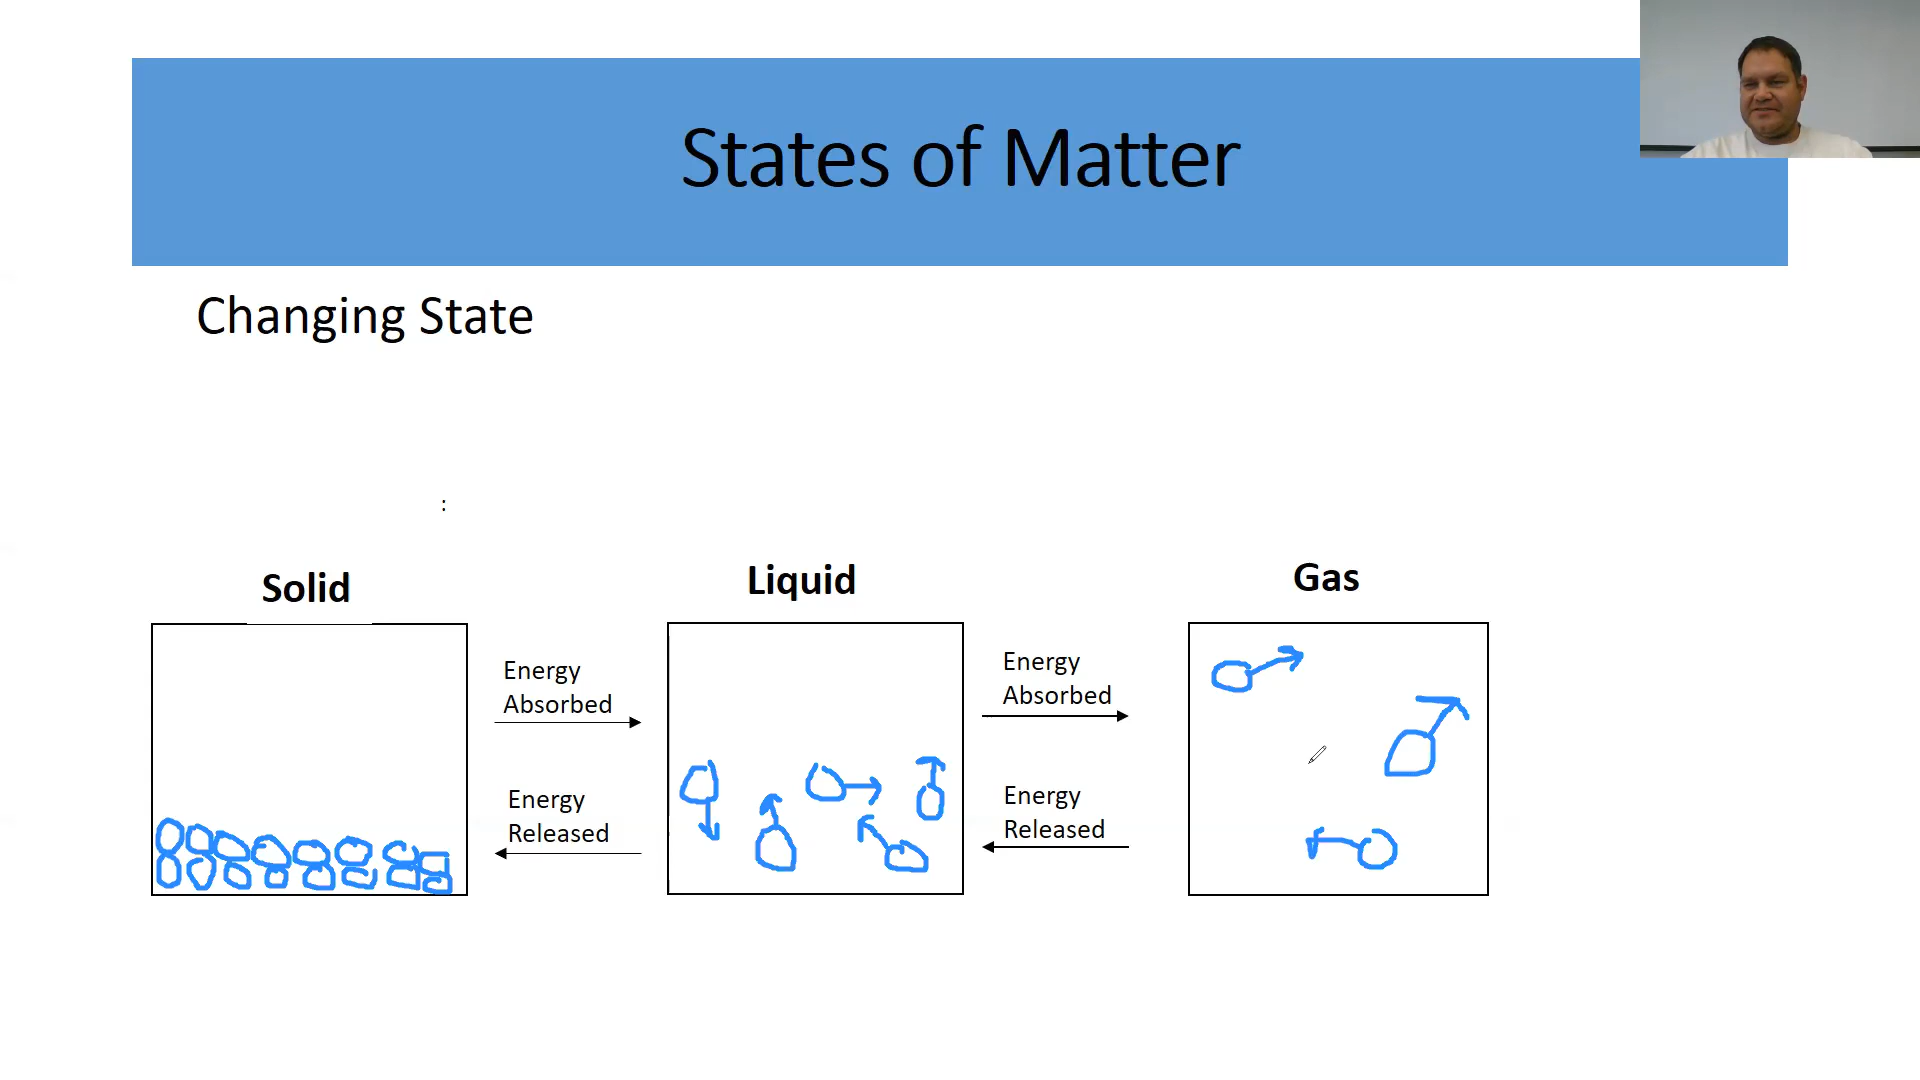 States of Matter
Changing State
:
Solid
Liquid
Gas
Energy
Absorbed
Energy
Released
Energy
Absorbed
Energy
Released